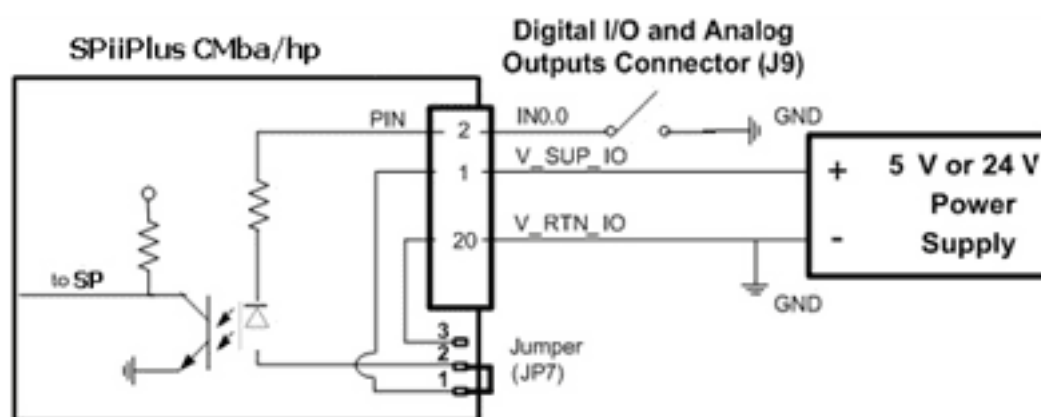 SPiiPlus CMba/hp
Digital I/O and Analog
Outputs Connector (J9)
PIN
2
IN0.0
GND
1
V_SUP_IO
+
5 V or 24 V
Power
Supply
20
V_RTN_IO
-
GND
to SP
3
2
1
Jumper
(JP7)